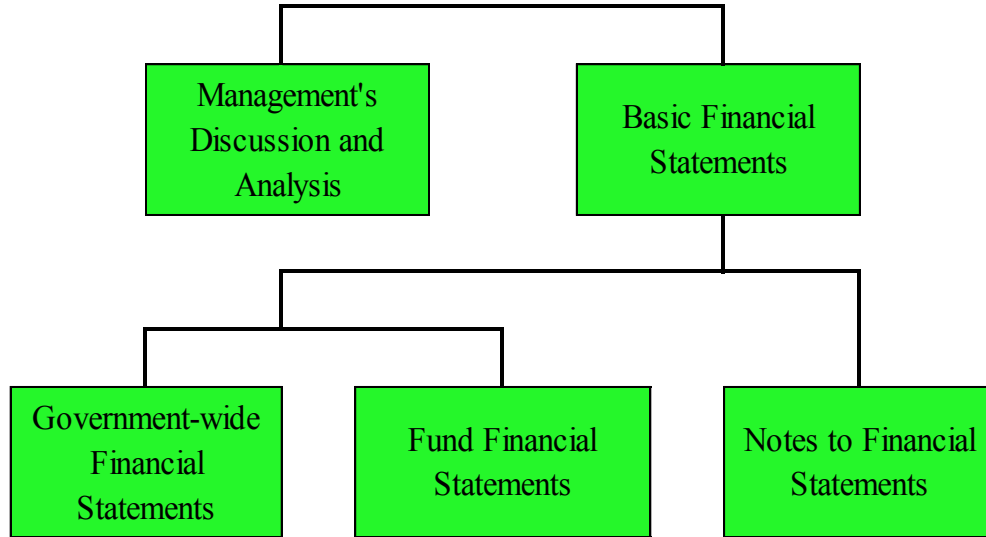 Management's
Discussion and
Analysis
Basic Financial
Statements
Government-wide
Financial
Statements
Fund Financial
Statements
Notes to Financial
Statements